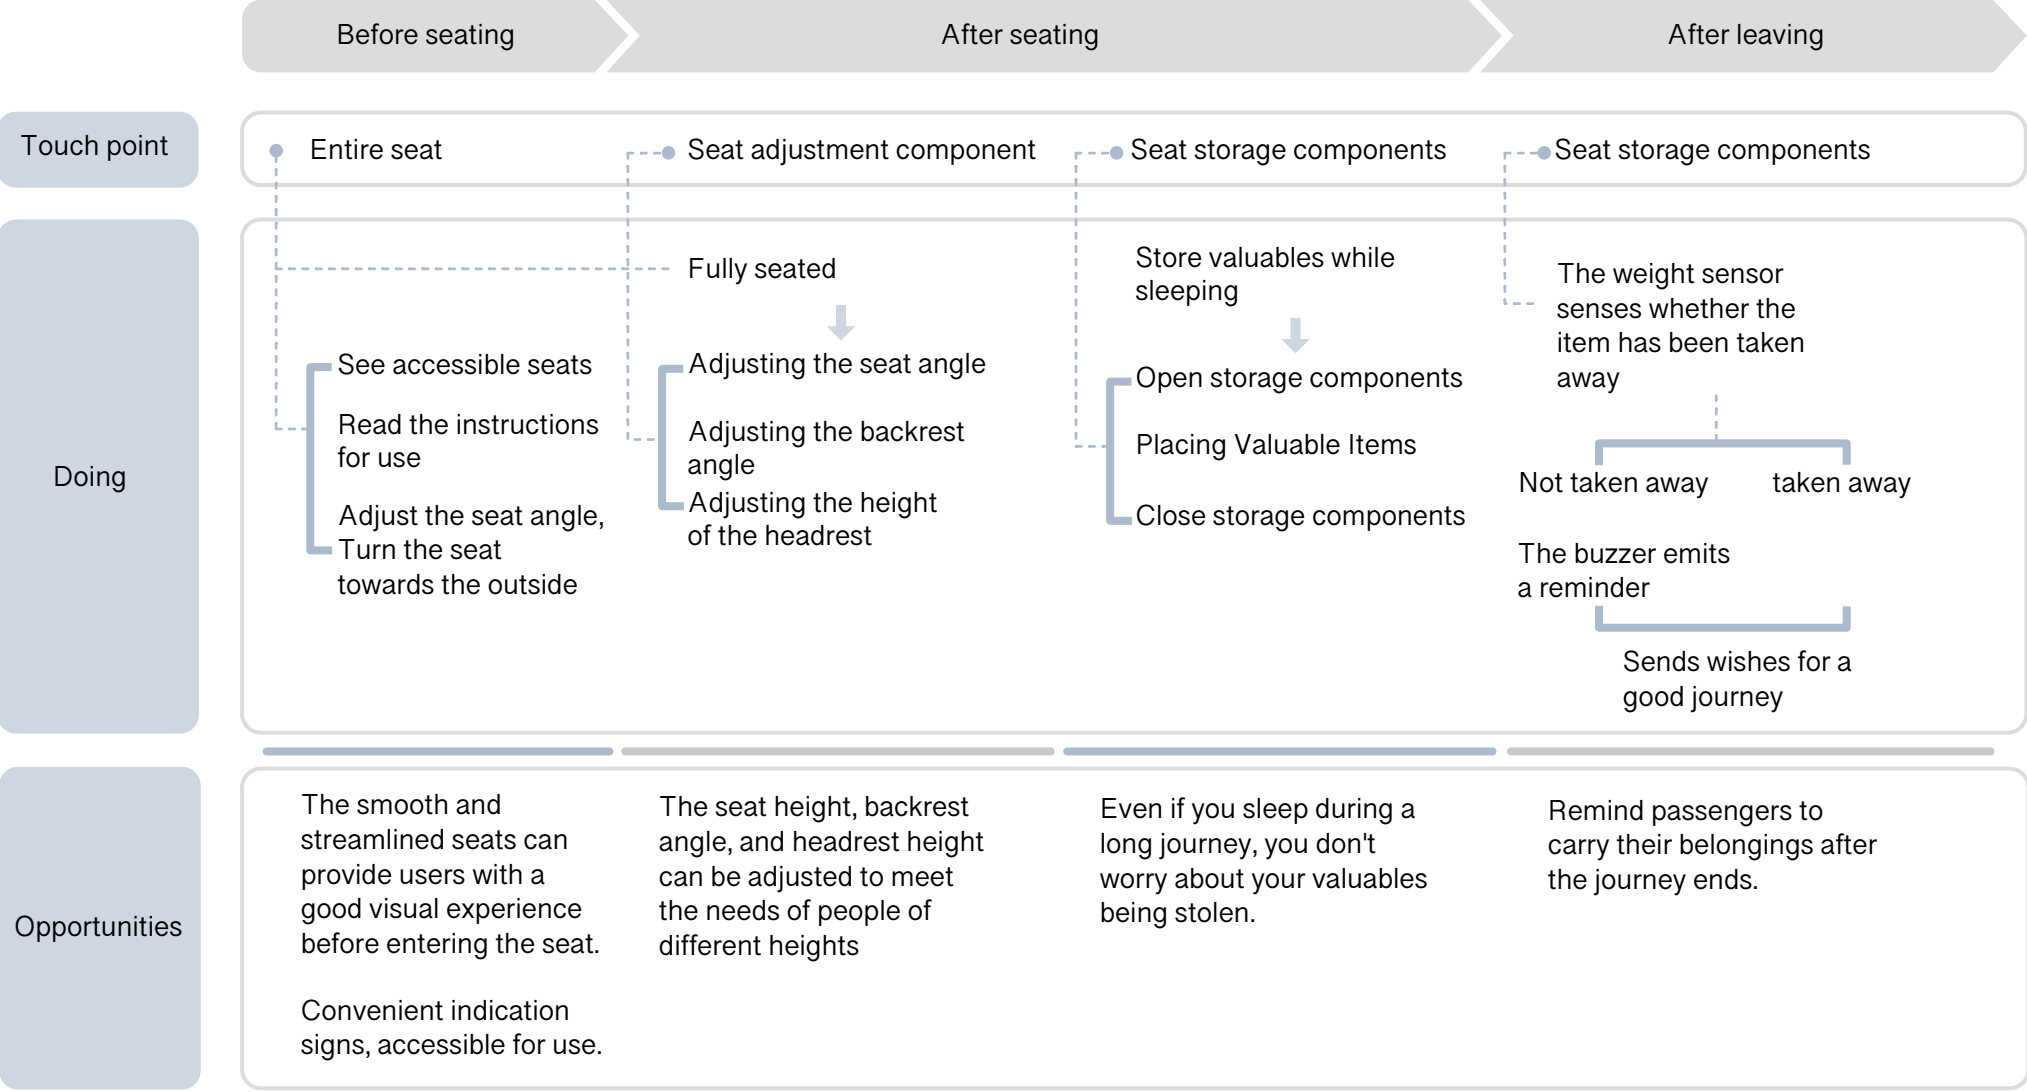 Before seating
After seating
After leaving
Touch point
Entire seat
Seat adjustment component
Seat storage components
Seat storage components
Doing
See accessible seats
Read the instructions
for use
Adjust the seat angle,
Turn the seat
towards the outside
Fully seated
Adjusting the seat angle
Adjusting the backrest
angle
Adjusting the height
of the headrest
Store valuables while
sleeping
Open storage components
Placing Valuable Items
Close storage components
The weight sensor
senses whether the
item has been taken
away
Not taken away
taken away
The buzzer emits
a reminder
Sends wishes for a
good journey
Opportunities
The smooth and
streamlined seats can
provide users with a
good visual experience
before entering the seat.
Convenient indication
signs, accessible for use.
The seat height, backrest
angle, and headrest height
can be adjusted to meet
the needs of people of
different heights
Even if you sleep during a
long journey, you don't
worry about your valuables
being stolen.
Remind passengers to
carry their belongings after
the journey ends.